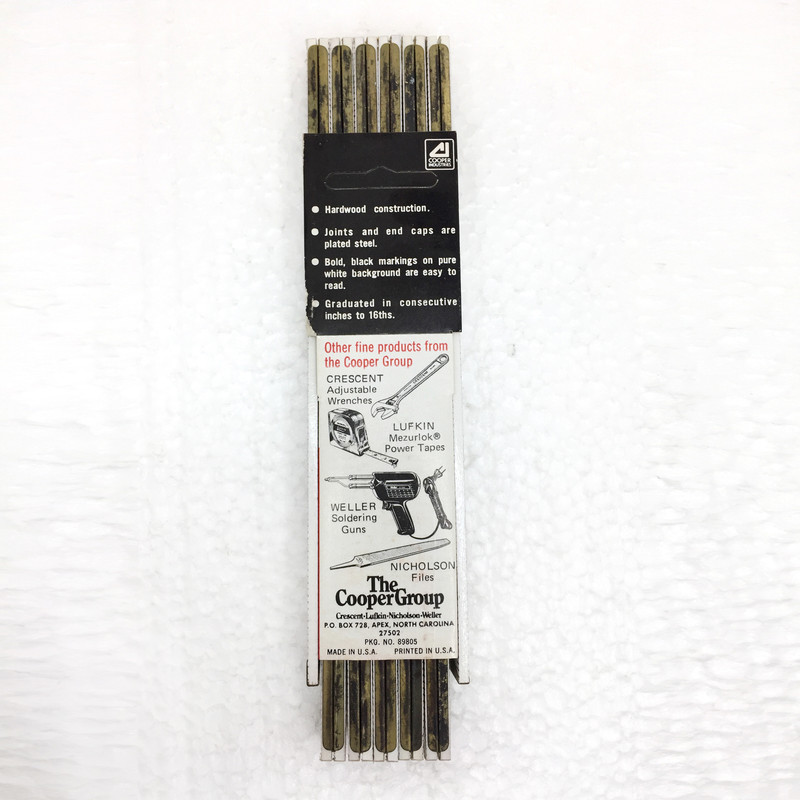 COOPER
INDUSTRIES
Hardwood construction.
Joints and end caps are
plated steel.
Bold, black markings on pure
white background are easy to
read.
Graduated in consecutive
inches to 16ths.
Other fine products from
the Cooper Group
CRESCENT
Adjustable
Wrenches
LUFKIN
Mezurlok®
Power Tapes
WELLER
Soldering
Guns
NICHOLSON
Files
The
CooperGroup
Crescent·Lufkin·Nicholson·Weller
P.O. BOX 728, APEX, NORTH CAROLINA
27502
PKG. NO. 89805
MADE IN U.S.A. PRINTED IN U.S.A.